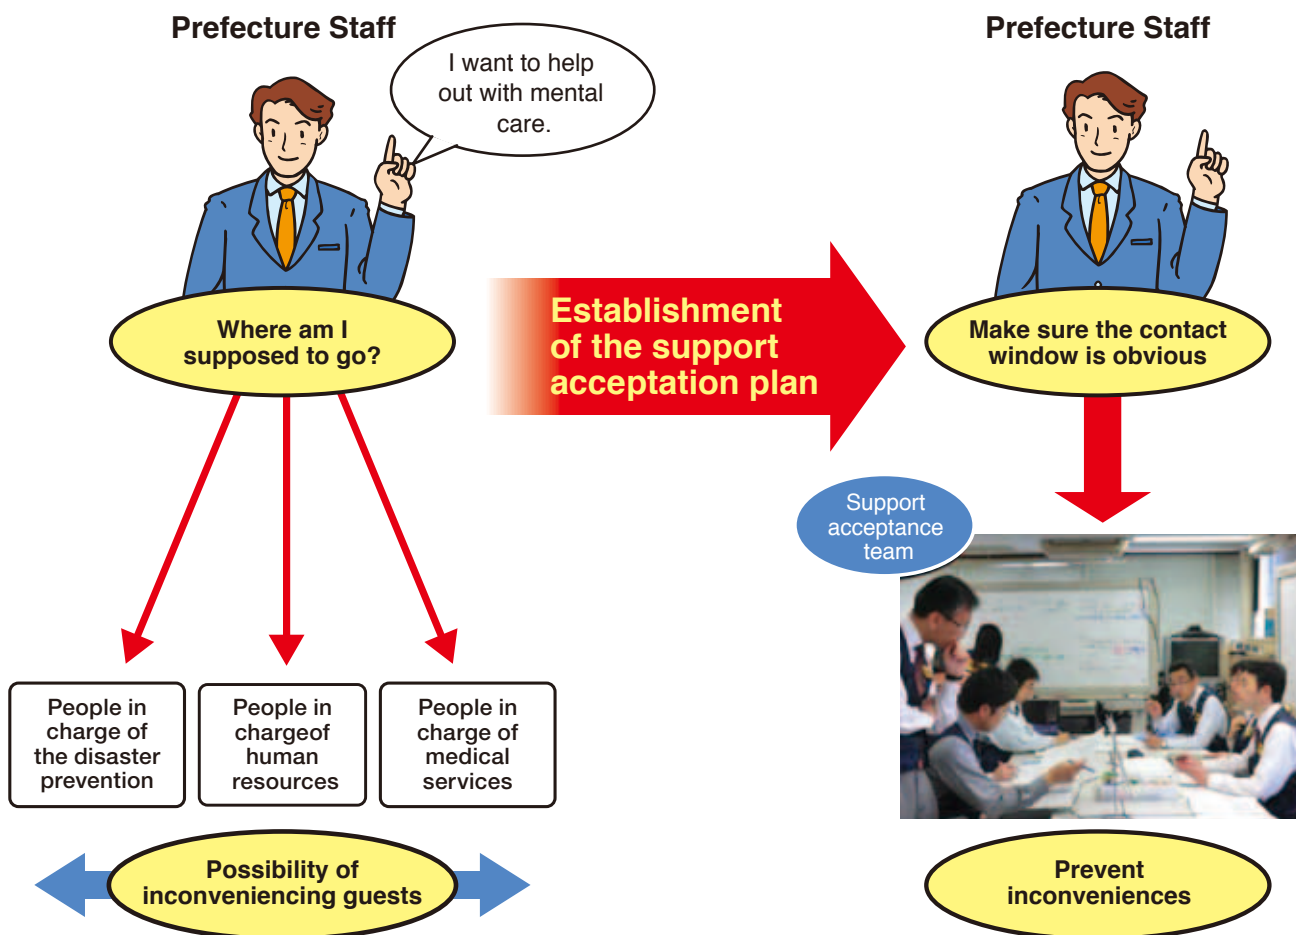 Prefecture Staff
I want to help
out with mental
care.
Where am I
supposed to go?
People in
charge of
the disaster
prevention
People in
chargeof
human
resources
People in
charge of
medical
services
Possibility of
inconveniencing guests
Establishment
of the support
acceptation plan
Prefecture Staff
Make sure the contact
window is obvious
Support
acceptance
team
Prevent
inconveniences